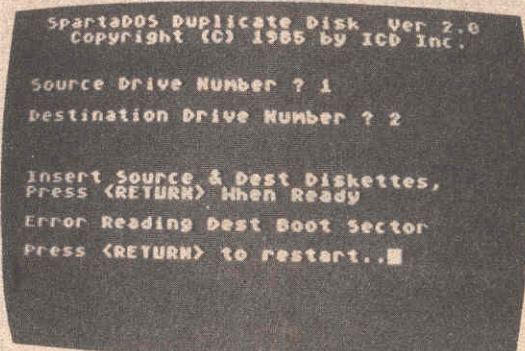 SpartaDOS Duplicate Disk  Ver 2.0
Copyright (C) 1985 by ICD Inc.
Source Drive Number ? 1
Destination Drive Number ? 2
Insert Source & Dest Diskettes,
Press <RETURN> When Ready
Error Reading Dest Boot Sector
Press <RETURN> to restart..